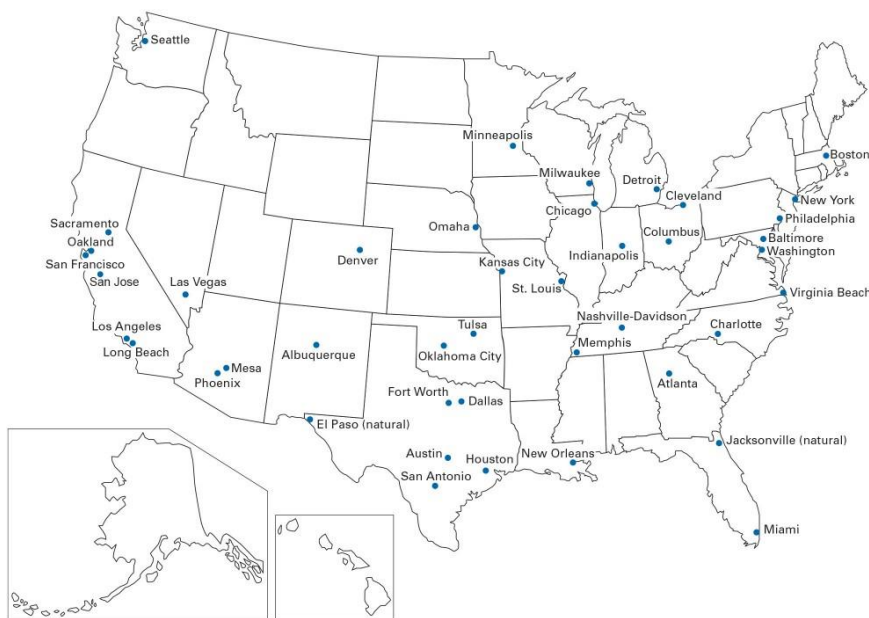 Seattle
Minneapolis
Boston
Milwaukee
Detroit
Cleveland
New York
Chicago
Philadelphia
Sacramento
Omaha
Columbus
Baltimore
Oakland
Denver
Indianapolis
Washington
San Francisco
Kansas City
San Jose
Las Vegas
St. Louis
Virginia Beach
Nashville-Davidson
Los Angeles
Tulsa
Charlotte
Long Beach
Albuquerque
Oklahoma City
Memphis
Mesa
Phoenix
Atlanta
Fort Worth
Dallas
El Paso (natural)
Jacksonville (natural)
Austin
Houston
New Orleans
San Antonio
Miami